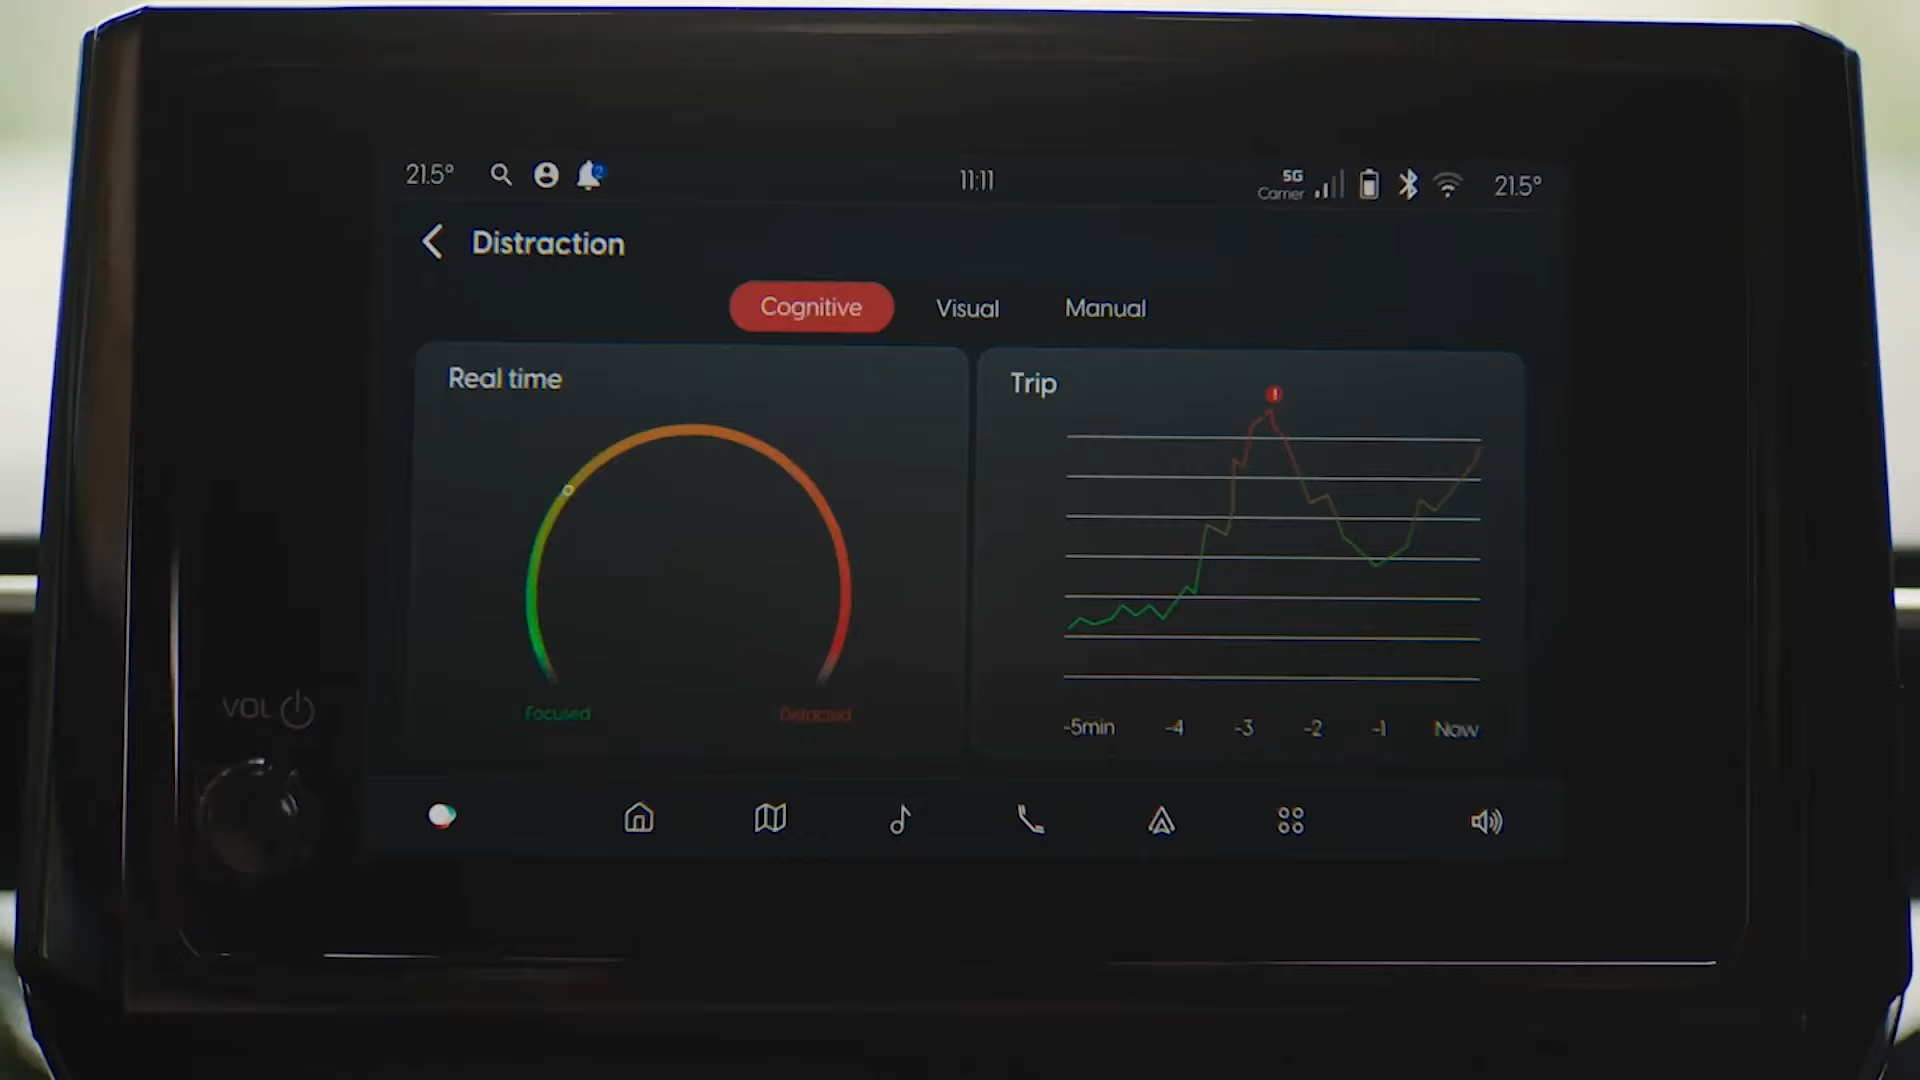 21.5°
2
11:11
5G
Carrier
21.5°
Distraction
Cognitive
Visual
Manual
Real time
Trip
Focused
Distracted
-5min
-4
-3
-2
-1
Now
VOL